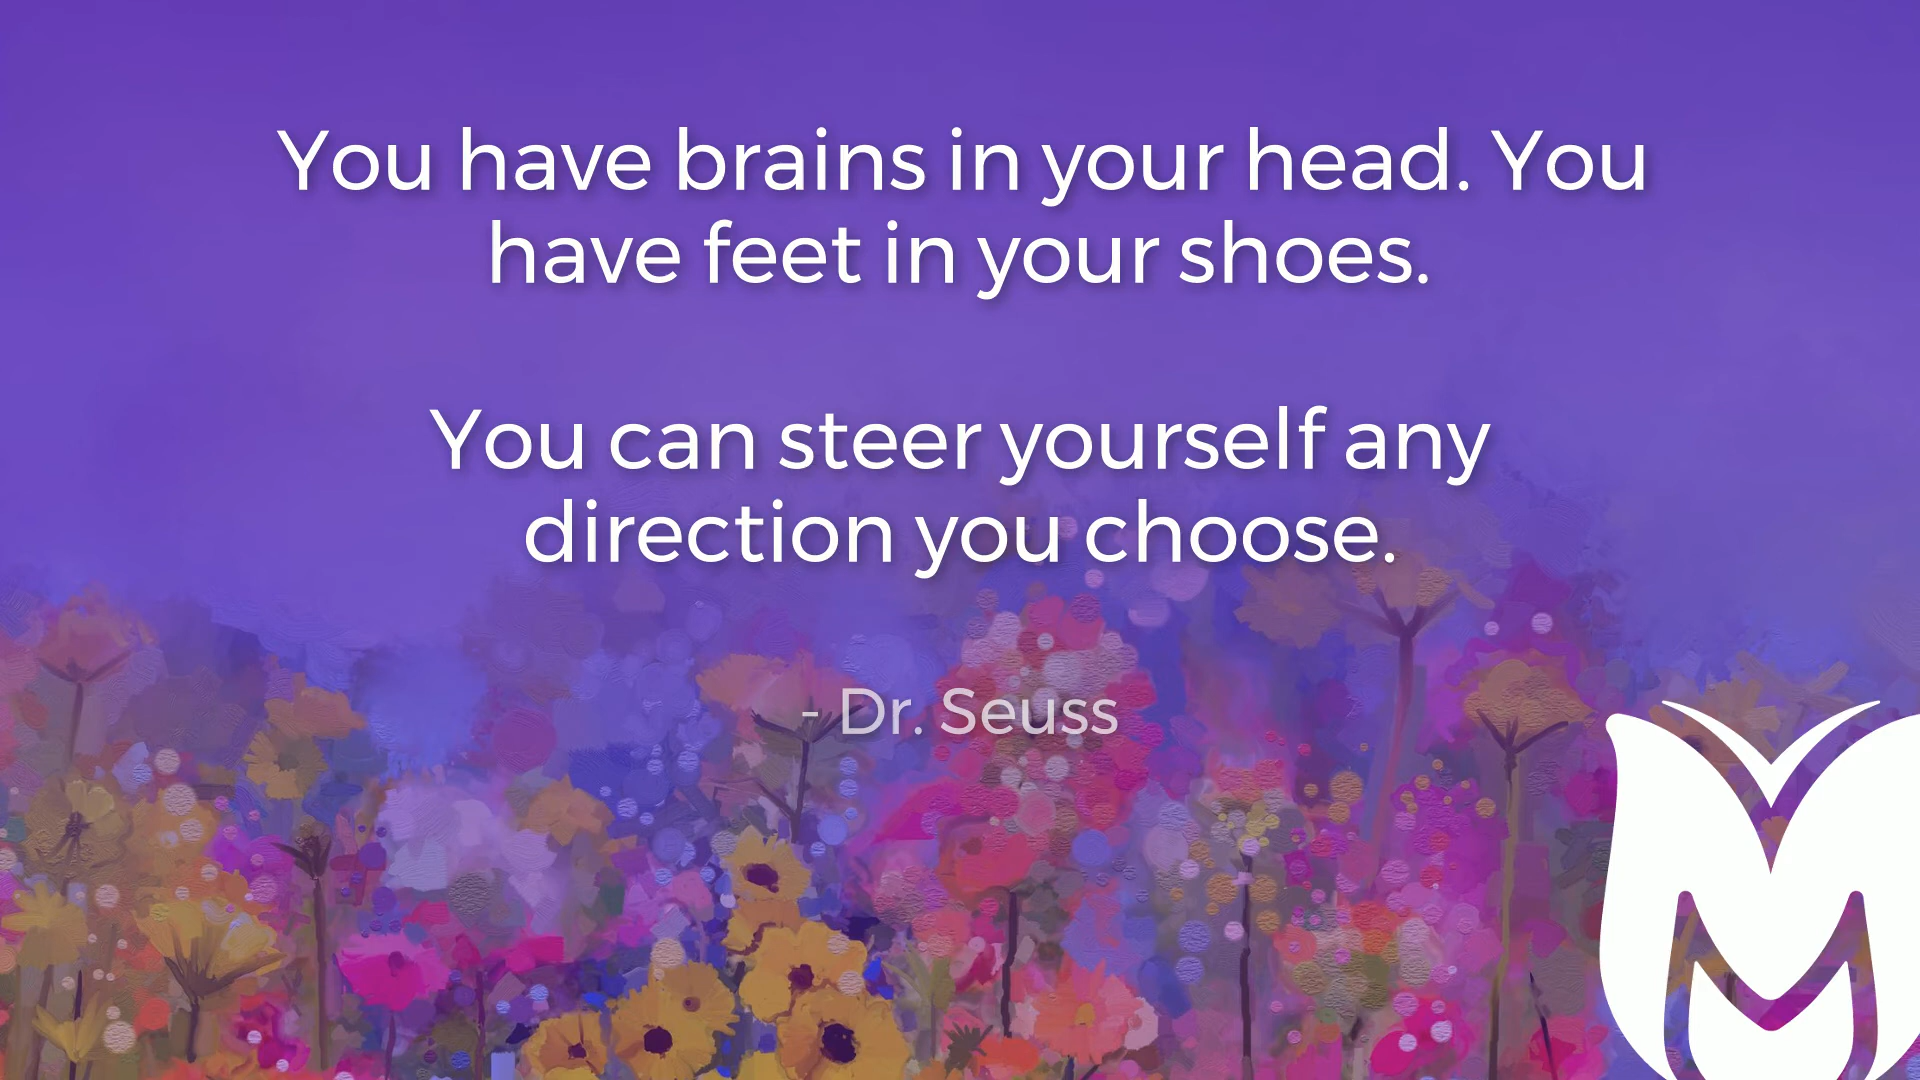 You have brains in your head. You
have feet in your shoes.
You can steer yourself any
direction you choose.
- Dr. Seuss